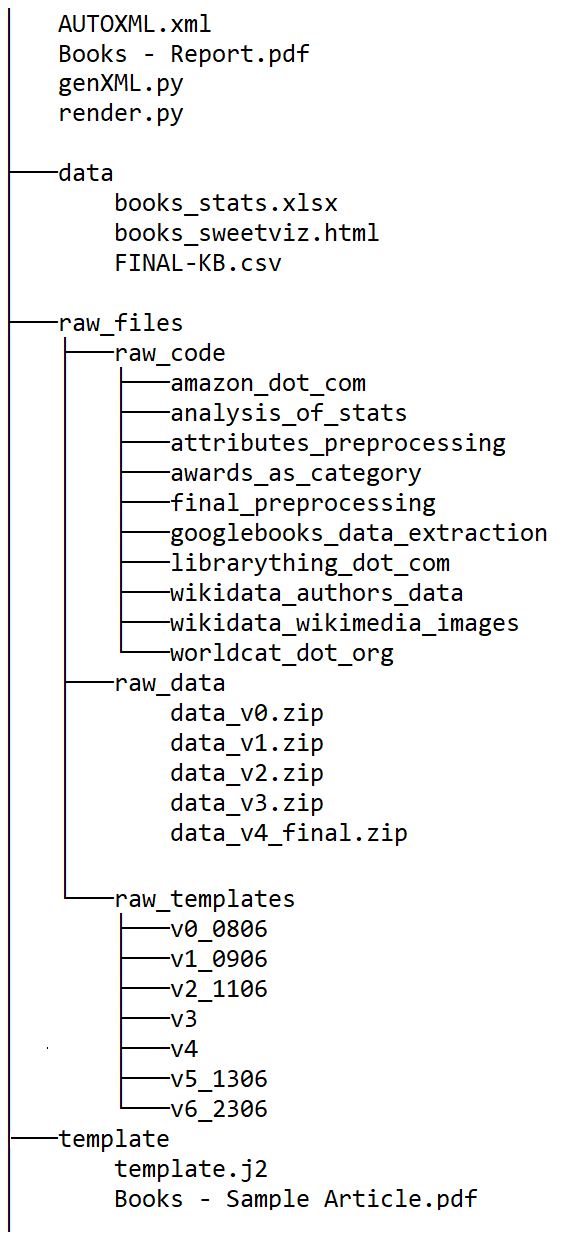 AUTOXML.xml
Books - Report.pdf
genXML.py
render.py
data
books_stats.xlsx
books_sweetviz.html
FINAL-KB.csv
raw_files
raw_code
amazon_dot_com
analysis_of_stats
attributes_preprocessing
awards_as_category
final_preprocessing
googlebooks_data_extraction
librarything_dot_com
wikidata_authors_data
wikidata_wikimedia_images
worldcat_dot_org
raw_data
data_v0.zip
data_v1.zip
data_v2.zip
data_v3.zip
data_v4_final.zip
raw_templates
v0_0806
v1_0906
v2_1106
v3
v4
v5_1306
v6_2306
template
template.j2
Books - Sample Article.pdf